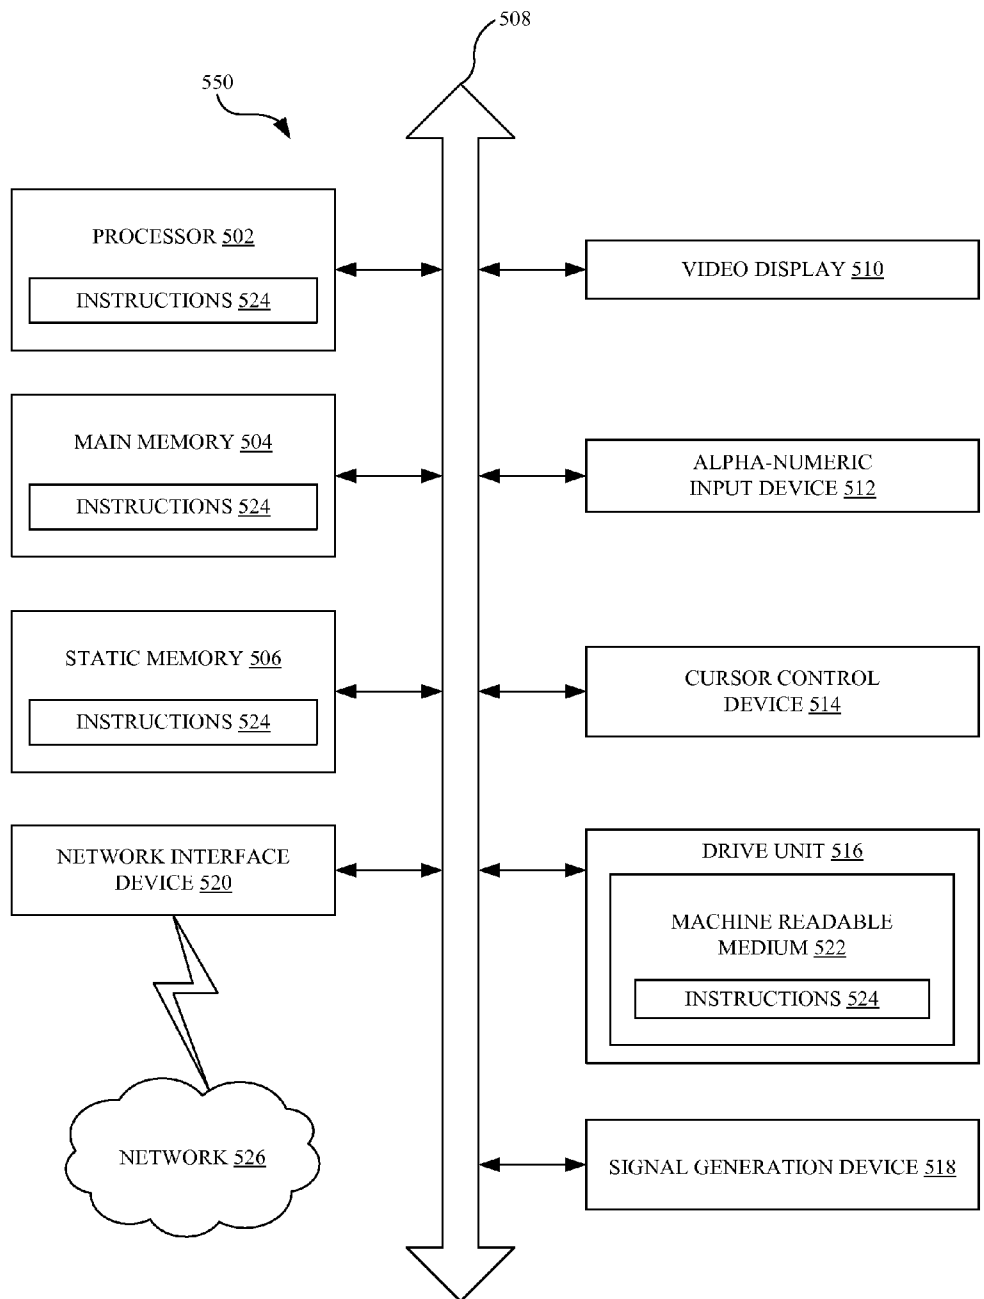 508
550
PROCESSOR 502
INSTRUCTIONS 524
VIDEO DISPLAY 510
MAIN MEMORY 504
INSTRUCTIONS 524
ALPHA-NUMERIC
INPUT DEVICE 512
STATIC MEMORY 506
INSTRUCTIONS 524
CURSOR CONTROL
DEVICE 514
NETWORK INTERFACE
DEVICE 520
DRIVE UNIT 516
MACHINE READABLE
MEDIUM 522
INSTRUCTIONS 524
NETWORK 526
SIGNAL GENERATION DEVICE 518